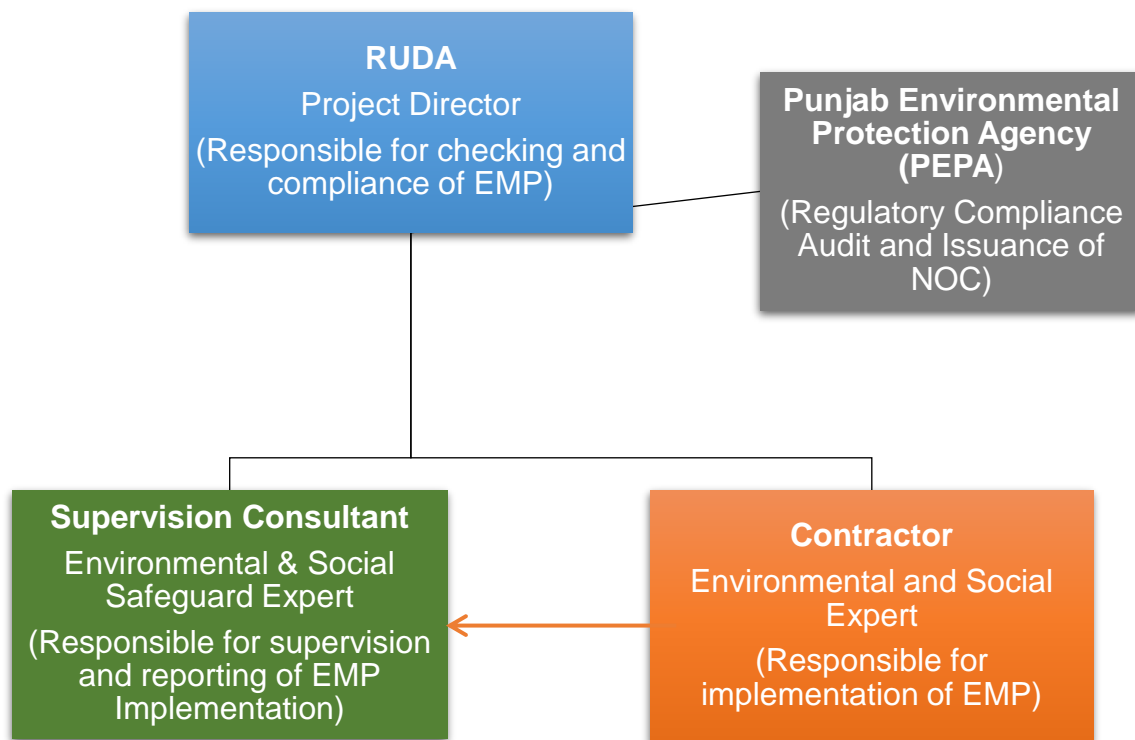 RUDA
Project Director
(Responsible for checking and
compliance of EMP)
Punjab Environmental
Protection Agency
(PEPA)
(Regulatory Compliance
Audit and Issuance of
NOC)
Supervision Consultant
Environmental & Social
Safeguard Expert
(Responsible for supervision
and reporting of EMP
Implementation)
Contractor
Environmental and Social
Expert
(Responsible for
implementation of EMP)